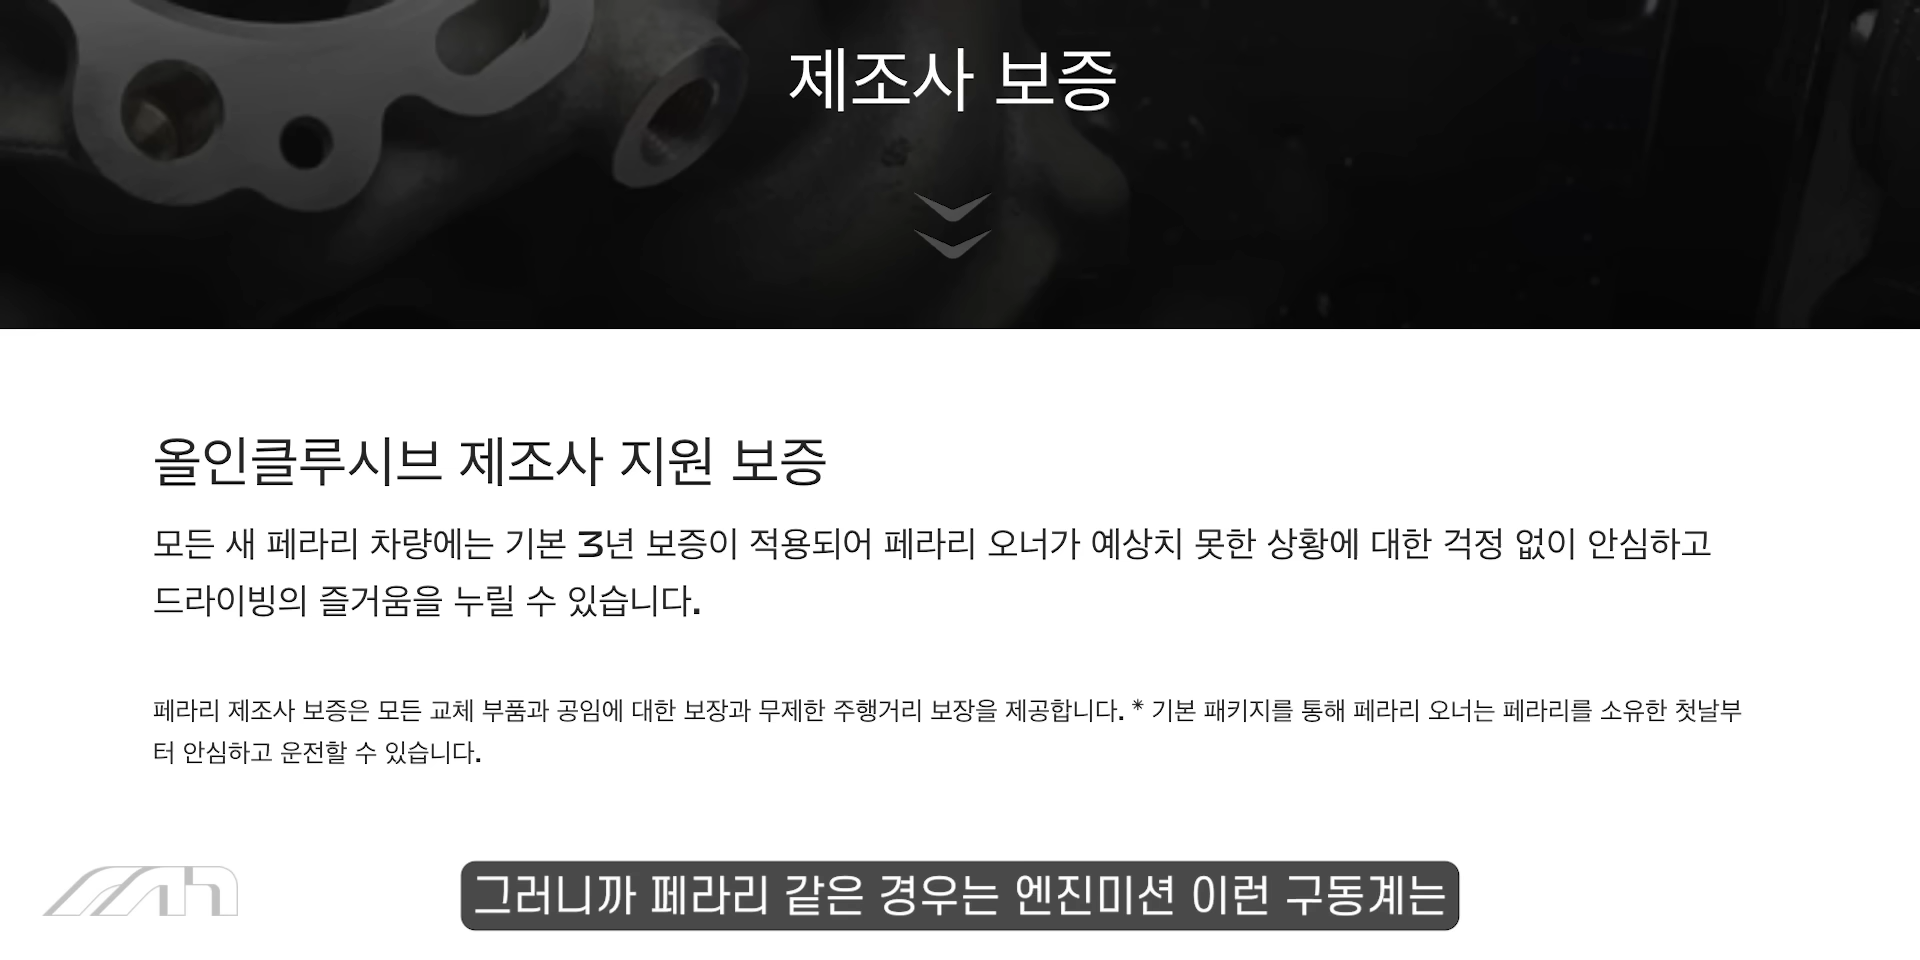 제조사 보증
올인클루시브 제조사 지원 보증
모든 새 페라리 차량에는 기본 3년 보증이 적용되어 페라리 오너가 예상치 못한 상황에 대한 걱정 없이 안심하고
드라이빙의 즐거움을 누릴 수 있습니다.
페라리 제조사 보증은 모든 교체 부품과 공임에 대한 보장과 무제한 주행거리 보장을 제공합니다. * 기본 패키지를 통해 페라리 오너는 페라리를 소유한 첫날부
터 안심하고 운전할 수 있습니다.
그러니까 페라리 같은 경우는 엔진미션 이런 구동계는